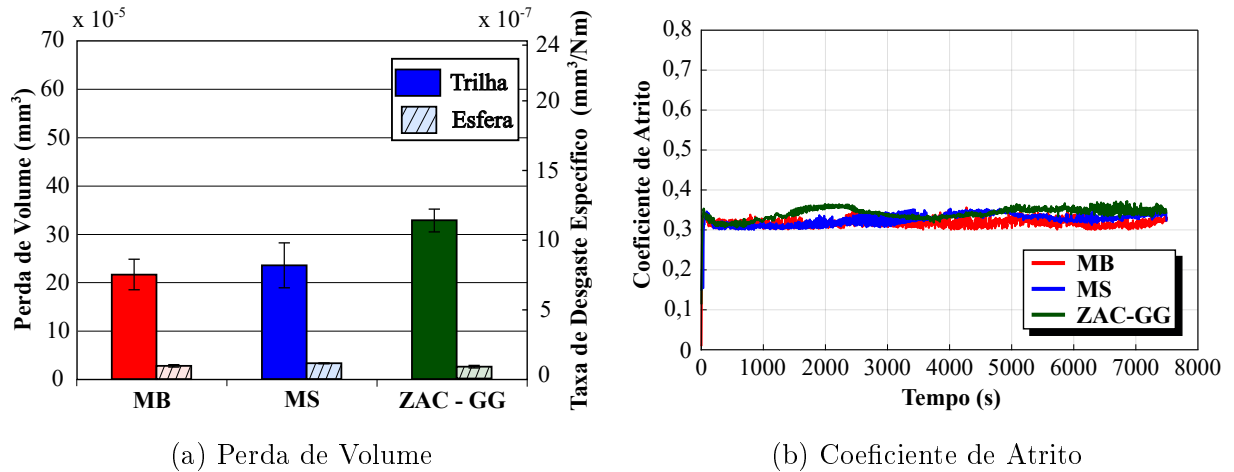 x 10-5
x 10-7
Perda de Volume (mm3)
70
60
50
40
30
20
10
0
Trilha
Esfera
24
20
15
10
5
0
Taxa de Desgaste Específico (mm3/Nm)
MB
MS
ZAC - GG
(a) Perda de Volume
Coeficiente de Atrito
0,8
0,7
0,6
0,5
0,4
0,3
0,2
0,1
0
MB
MS
ZAC-GG
0
1000
2000
3000
4000
5000
6000
7000
8000
Tempo (s)
(b) Coeficiente de Atrito